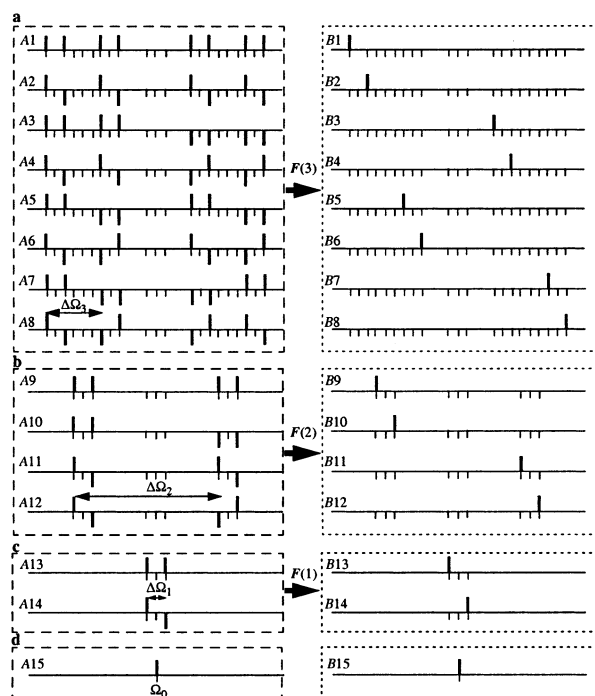 a
A1 B1
A2 B2
A3 B3
A4 B4
F(3)
A5 B5
A6 B6
A7 B7
ΔΩ3
A8 B8
b
A9 B9
A10 B10
F(2)
A11 B11
ΔΩ2
A12 B12
c
A13 B13
F(1)
ΔΩ1
A14 B14
d
A15 B15
Ω0